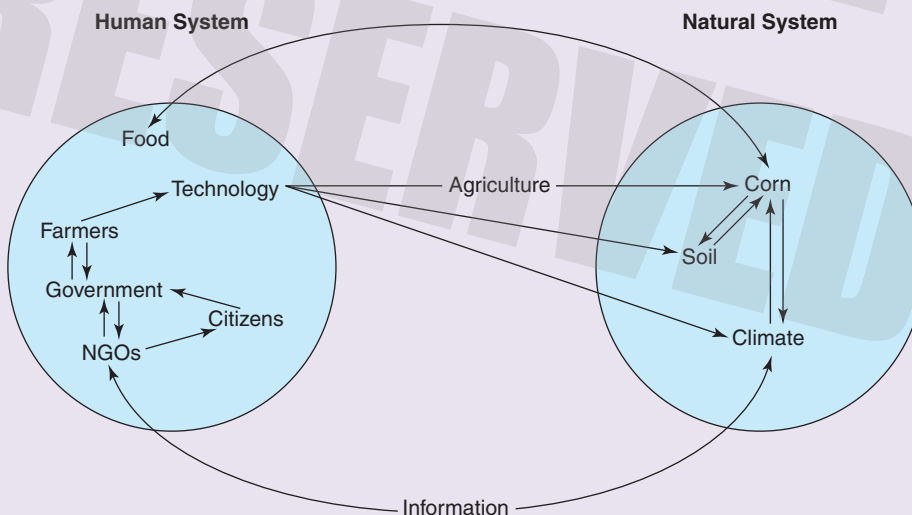 Human System
Natural System
Food
Technology
Agriculture
Corn
Farmers
Soil
Government
Citizens
Climate
NGOs
Information
RESERVED